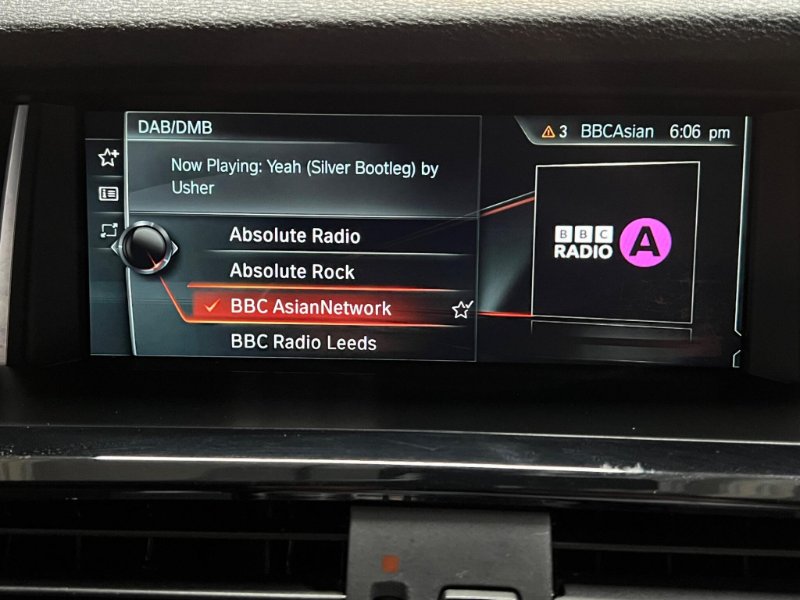 DAB/DMB
3 BBCAsian 6:06 pm
Now Playing: Yeah (Silver Bootleg) by
Usher
Absolute Radio
Absolute Rock
BBC AsianNetwork
BBC Radio Leeds
BBC
RADIO A